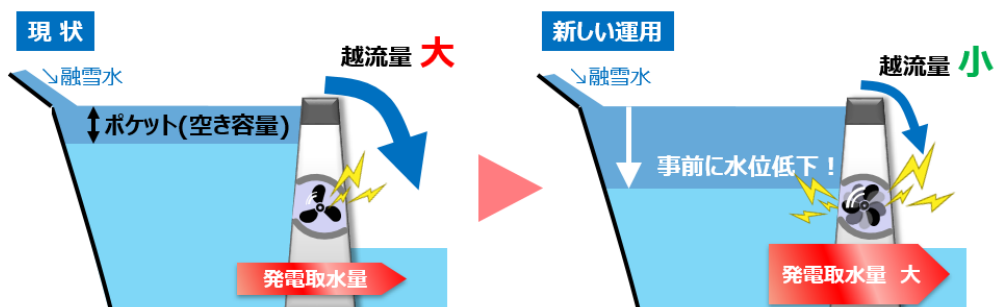 現 状
越流量 大
融雪水
ポケット(空き容量)
発電取水量
新しい運用
越流量 小
融雪水
事前に水位低下！
発電取水量 大